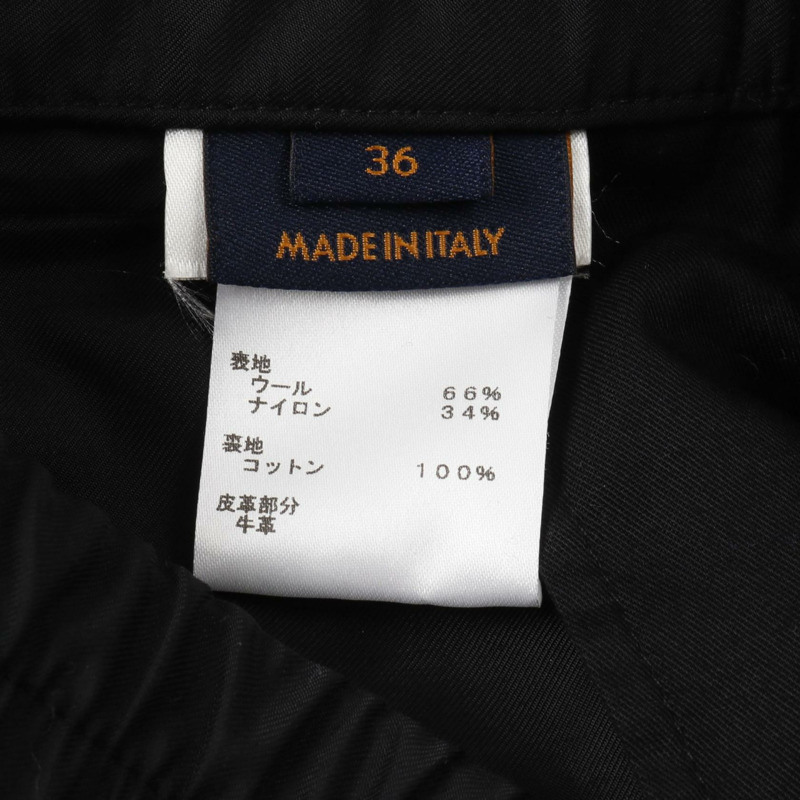 36
MADE IN ITALY
表地
ウール 66%
ナイロン 34%
裏地
コットン 100%
皮革部分
牛革